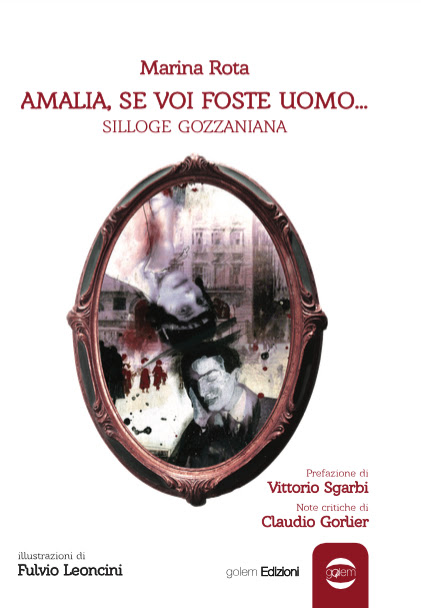 Marina Rota
AMALIA, SE VOI FOSTE UOMO...
SILLOGE GOZZANIANA
Prefazione di
Vittorio Sgarbi
Note critiche di
Claudio Gorlier
illustrazioni di
Fulvio Leoncini
golem Edizioni
golem